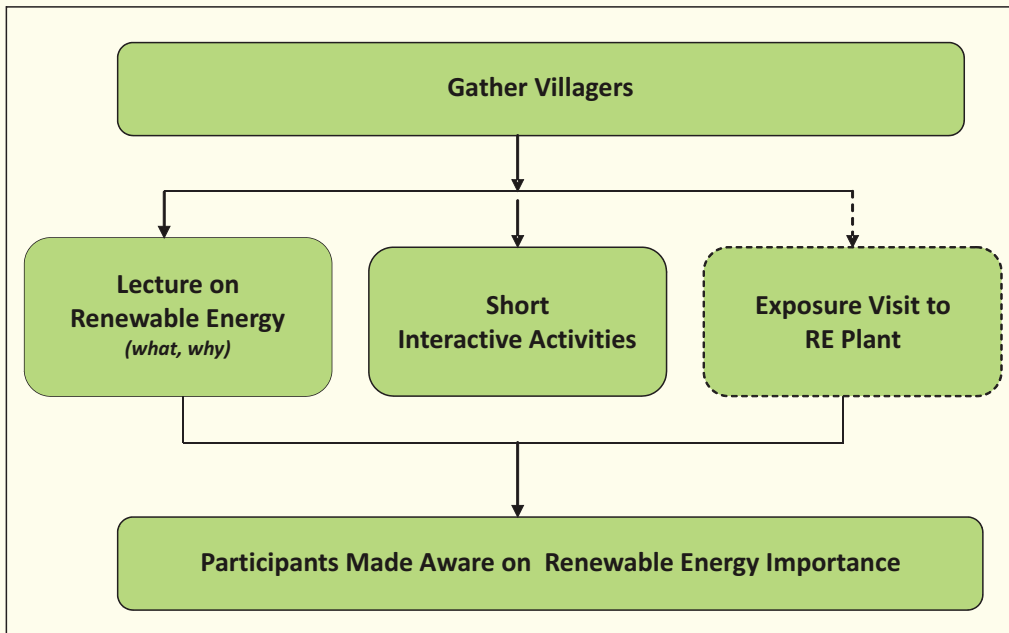 Gather Villagers
Lecture on
Renewable Energy
(what, why)
Short
Interactive Activities
Exposure Visit to
RE Plant
Participants Made Aware on  Renewable Energy Importance